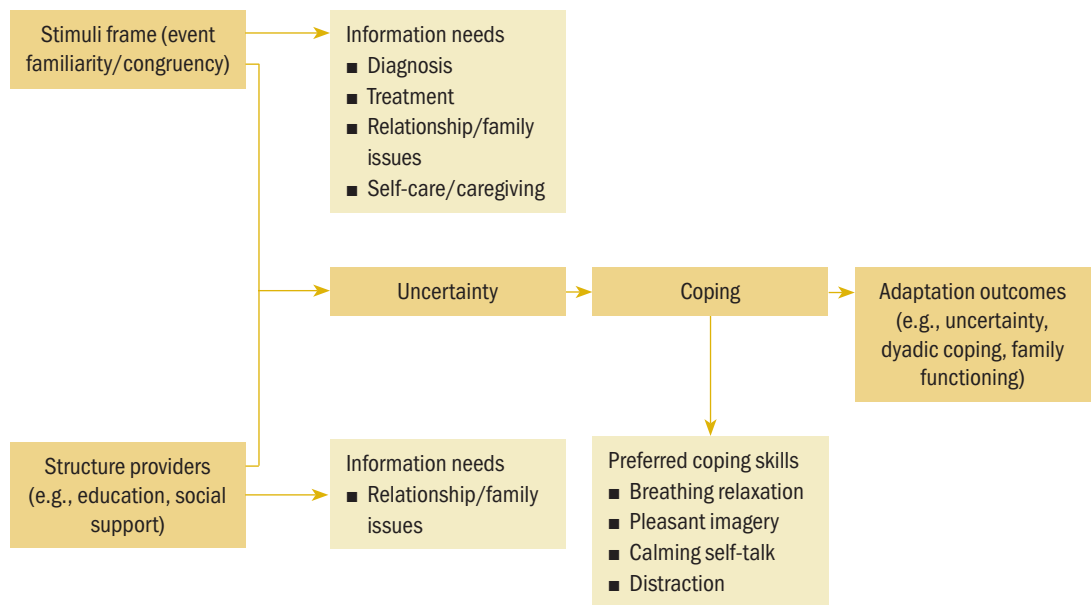 Stimuli frame (event
familiarity/congruency)
Information needs
■ Diagnosis
■ Treatment
■ Relationship/family
issues
■ Self-care/caregiving
Uncertainty
Coping
Adaptation outcomes
(e.g., uncertainty,
dyadic coping, family
functioning)
Structure providers
(e.g., education, social
support)
Information needs
■ Relationship/family
issues
Preferred coping skills
■ Breathing relaxation
■ Pleasant imagery
■ Calming self-talk
■ Distraction